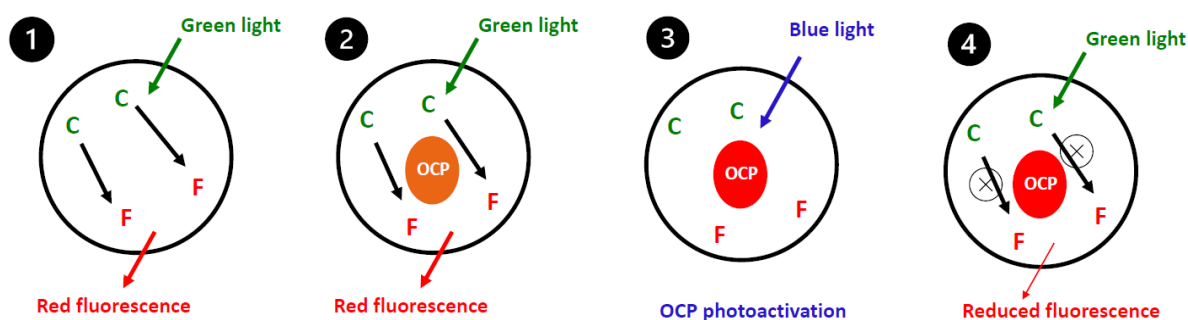 1
Green light
C
C
F
F
Red fluorescence
2
Green light
C
C
OCP
F
F
Red fluorescence
3
Blue light
C
C
OCP
F
F
OCP photoactivation
4
Green light
C
C
OCP
F
F
Reduced fluorescence